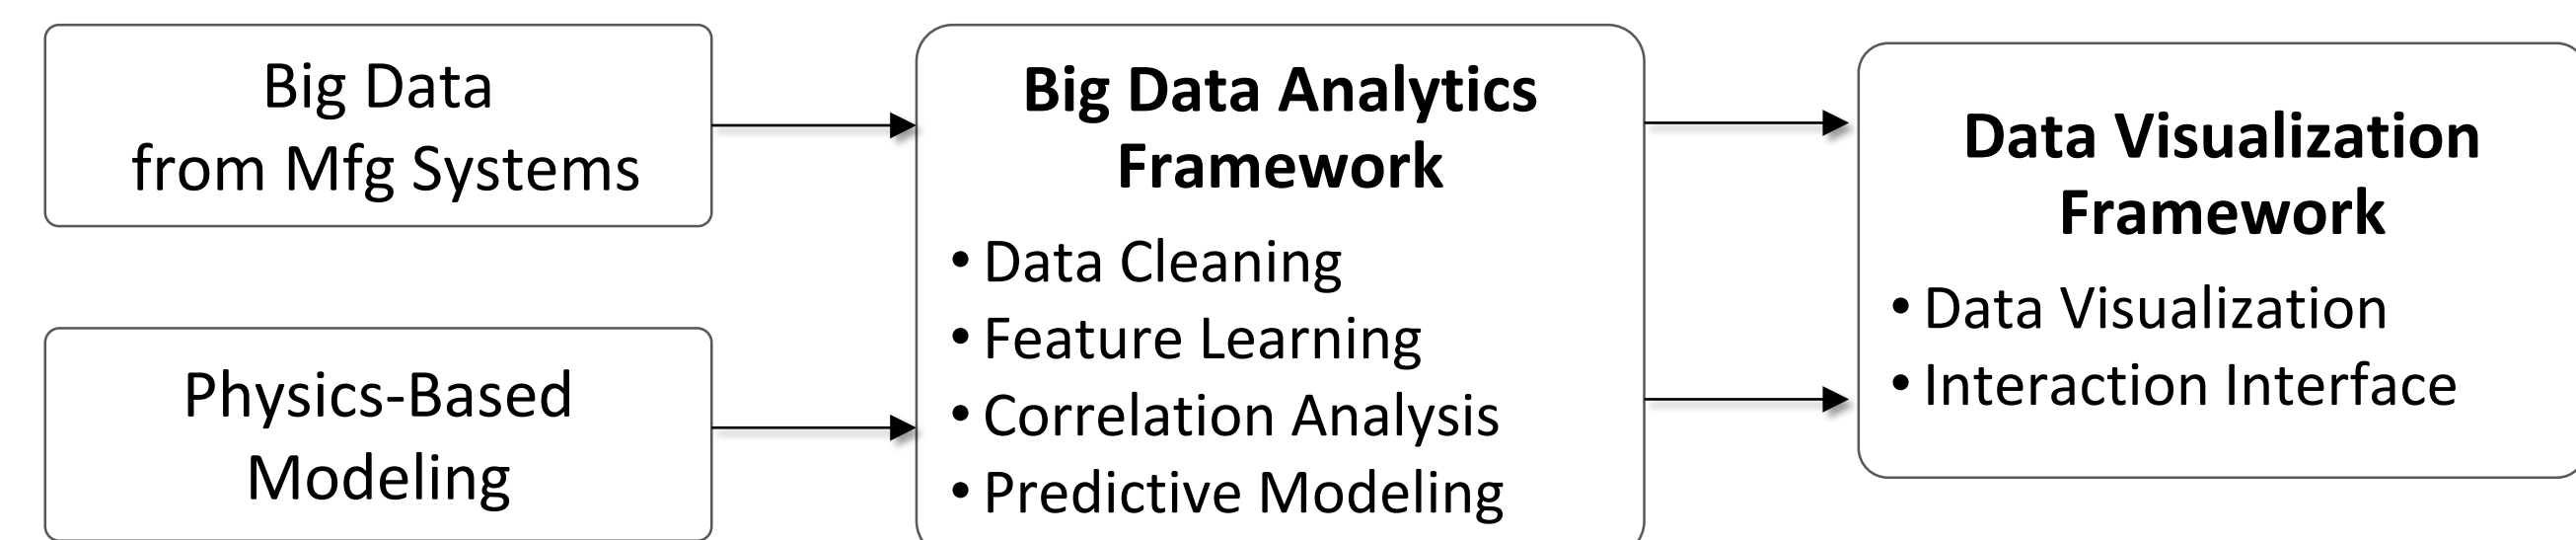 Big Data
from Mfg Systems
Physics-Based
Modeling
Big Data Analytics
Framework
• Data Cleaning
• Feature Learning
• Correlation Analysis
• Predictive Modeling
Data Visualization
Framework
• Data Visualization
• Interaction Interface